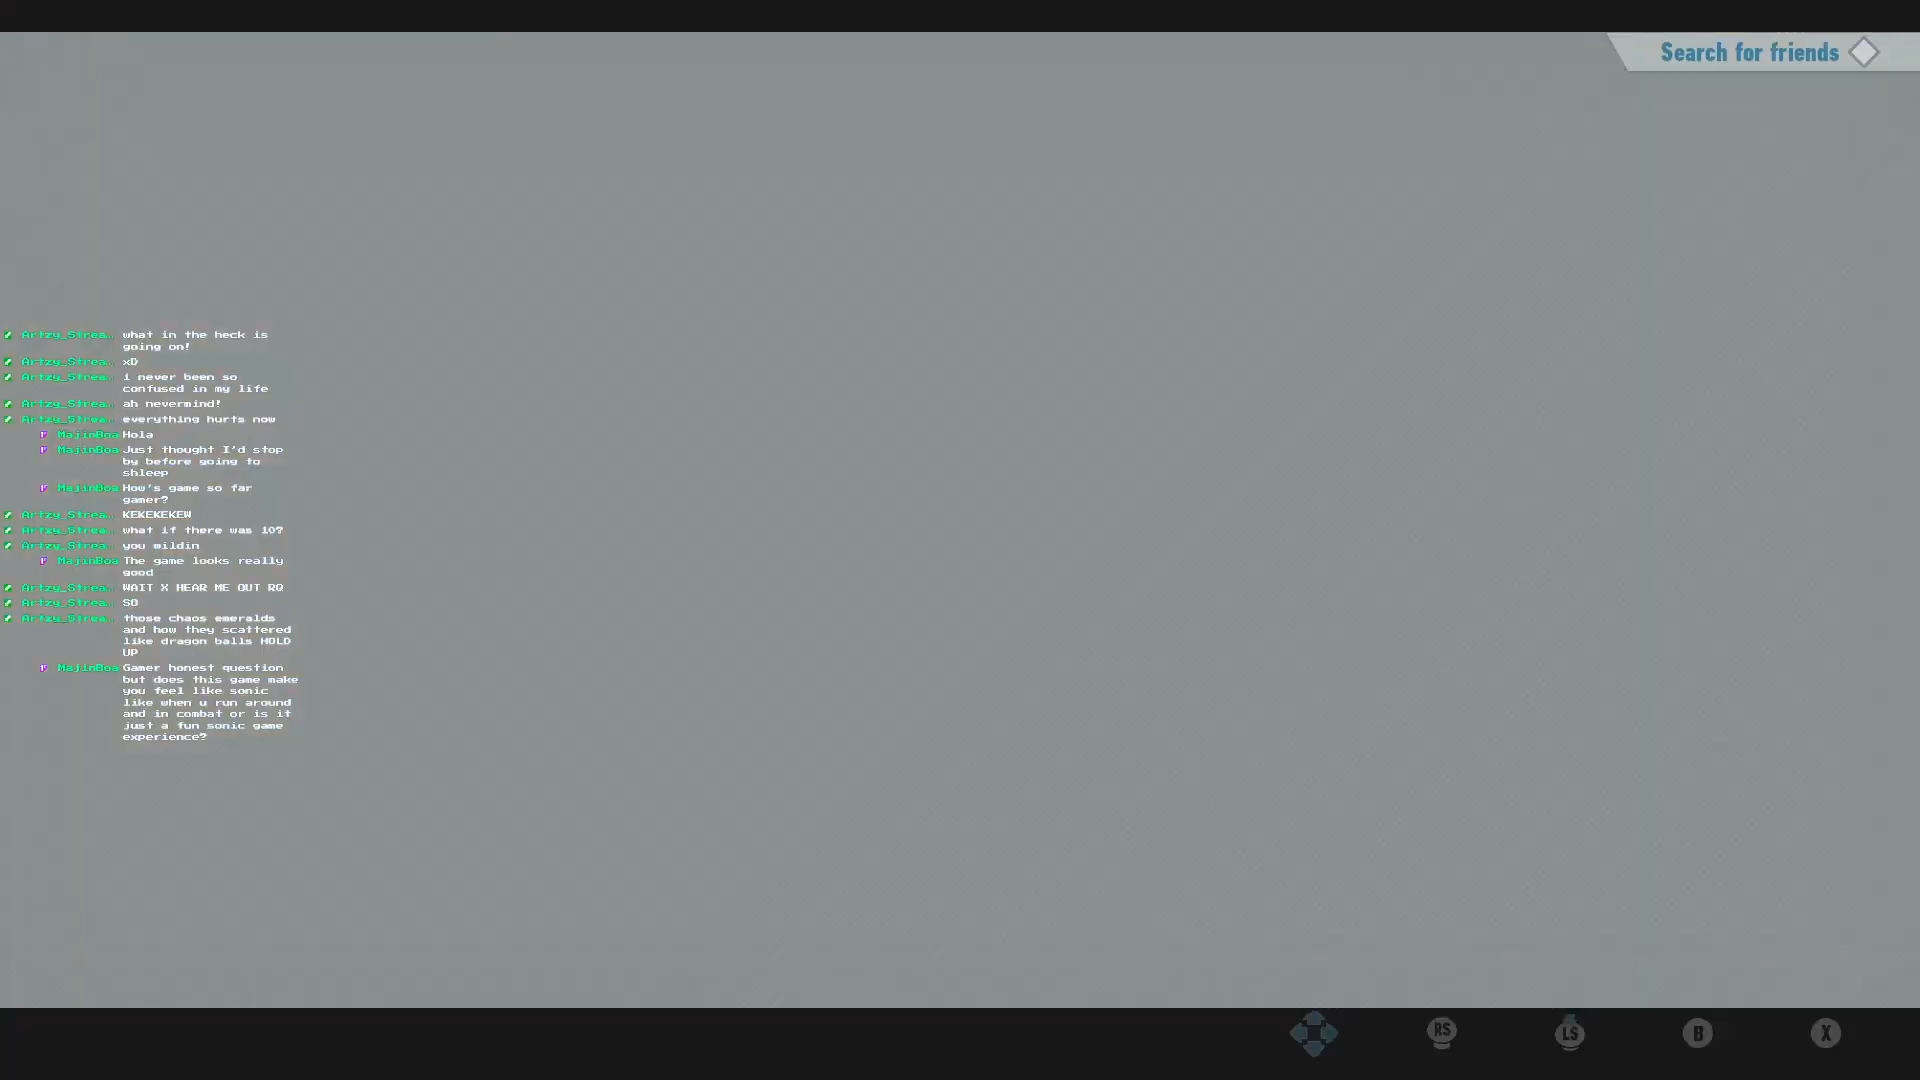 Search for friends
Artzy_Strea.. what in the heck is
going on!
Artzy_Strea.. xD
Artzy_Strea.. i never been so
confused in my life
Artzy_Strea.. ah nevermind!
Artzy_Strea.. everything hurts now
MajinBoa Hola
MajinBoa Just thought I'd stop
by before going to
shleep
MajinBoa How's game so far
gamer?
Artzy_Strea.. KEKEKEKEW
Artzy_Strea.. what if there was 10?
Artzy_Strea.. you wildin
MajinBoa The game looks really
good
Artzy_Strea.. WAIT X HEAR ME OUT RQ
Artzy_Strea.. SO
Artzy_Strea.. those chaos emeralds
and how they scattered
like dragon balls HOLD
UP
MajinBoa Gamer honest question
but does this game make
you feel like sonic
like when u run around
and in combat or is it
just a fun sonic game
experience?
RS LS B X